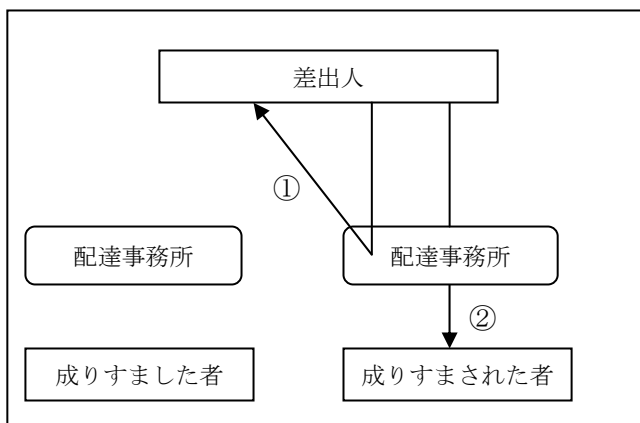 差出人
①
配達事務所
配達事務所
②
成りすました者
成りすまされた者